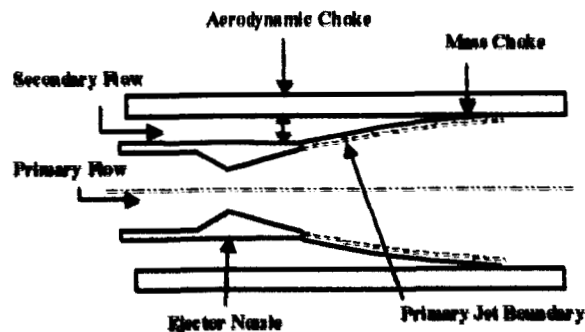 Aerodynamic Choke
Mass Choke
Secondary Flow
Primary Flow
Ejector Nozzle
Primary Jet Boundary